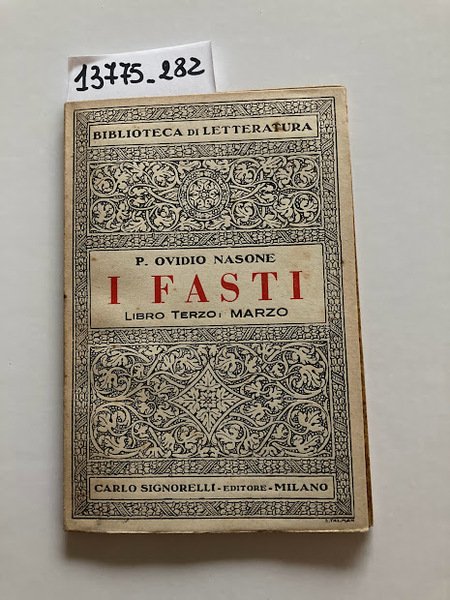 13775_282
BIBLIOTECA DI LETTERATURA
P. OVIDIO NASONE
I FASTI
LIBRO TERZO: MARZO
CARLO SIGNORELLI - EDITORE - MILANO